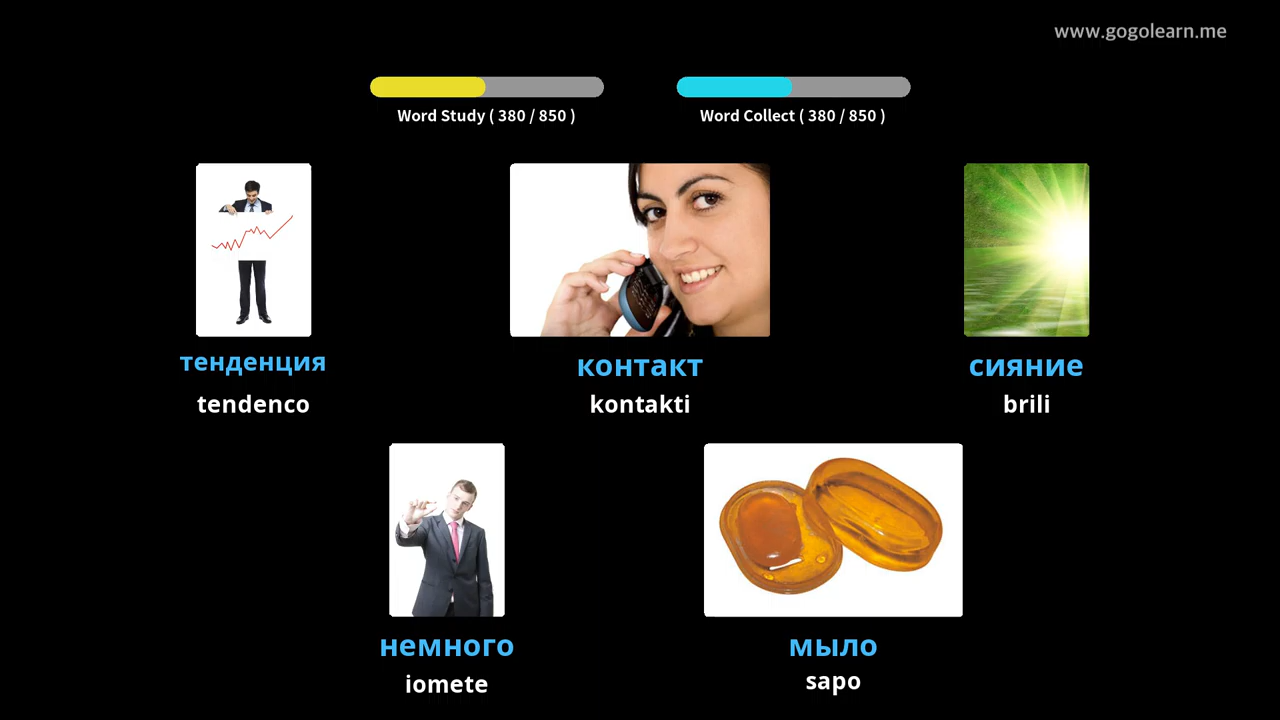 www.gogolearn.me
Word Study ( 380 / 850 )
Word Collect ( 380 / 850 )
тенденция
tendenco
контакт
kontakti
сияние
brili
немного
iomete
мыло
sapo